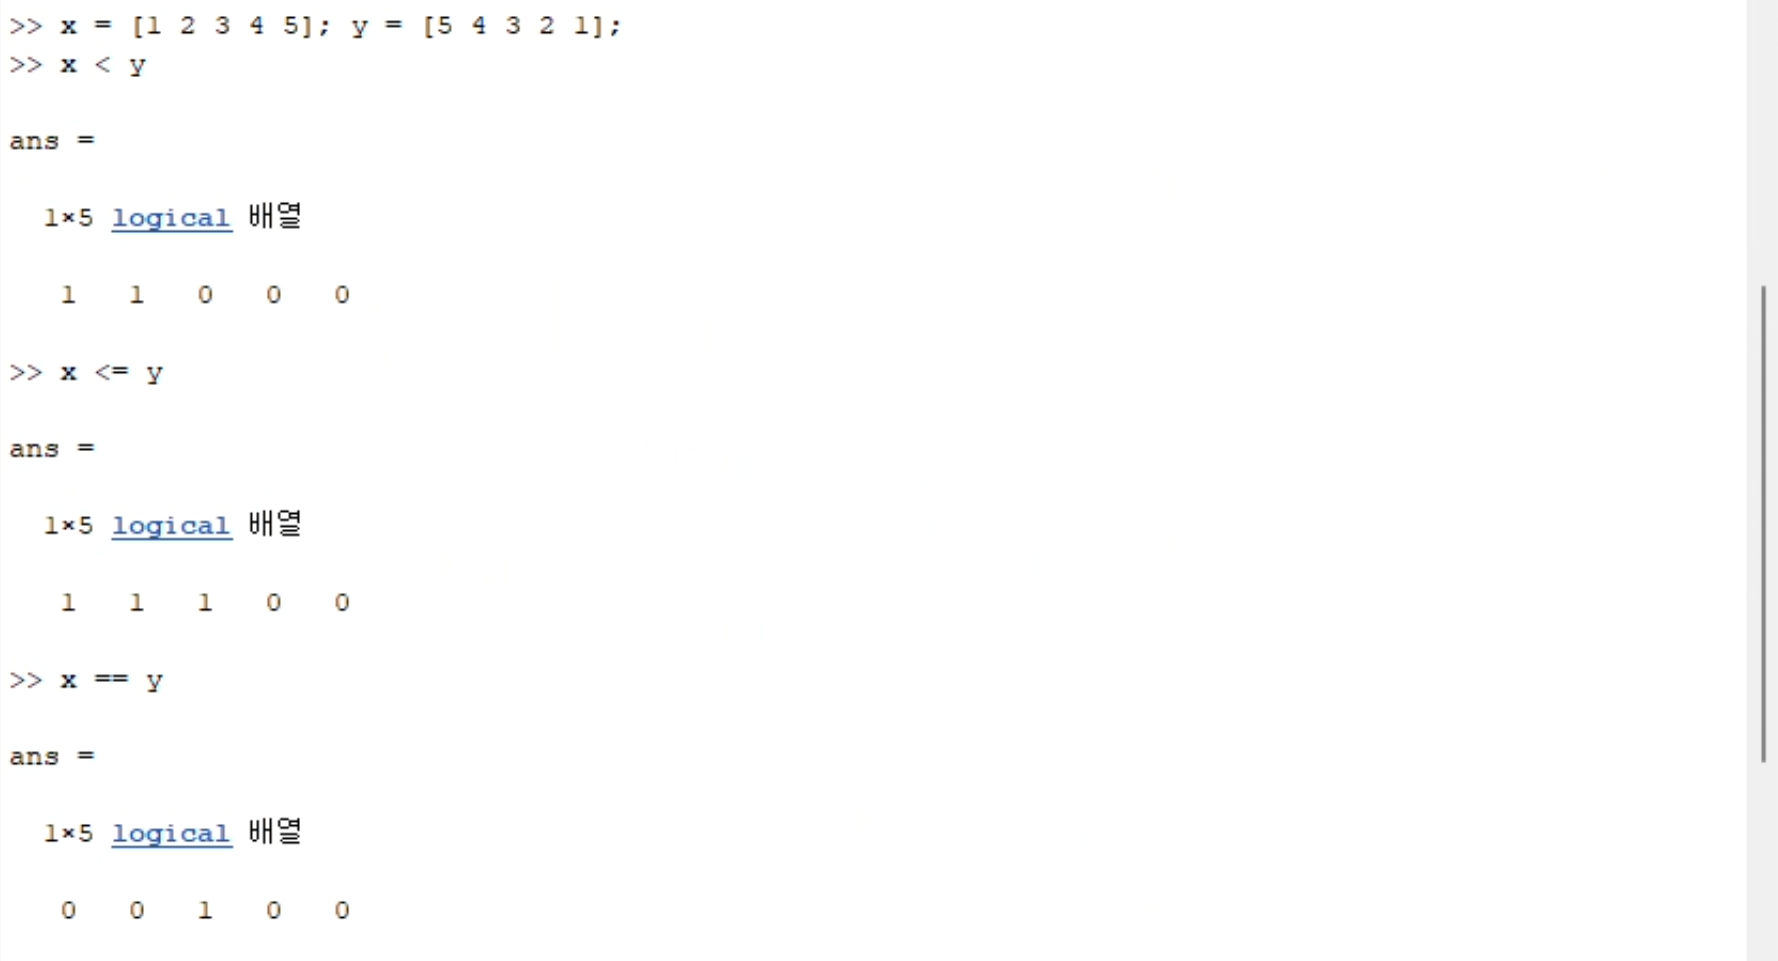 >> x = [1 2 3 4 5]; y = [5 4 3 2 1];
>> x < y
ans =
1×5 logical 배열
1 1 0 0 0
>> x <= y
ans =
1×5 logical 배열
1 1 1 0 0
>> x == y
ans =
1×5 logical 배열
0 0 1 0 0